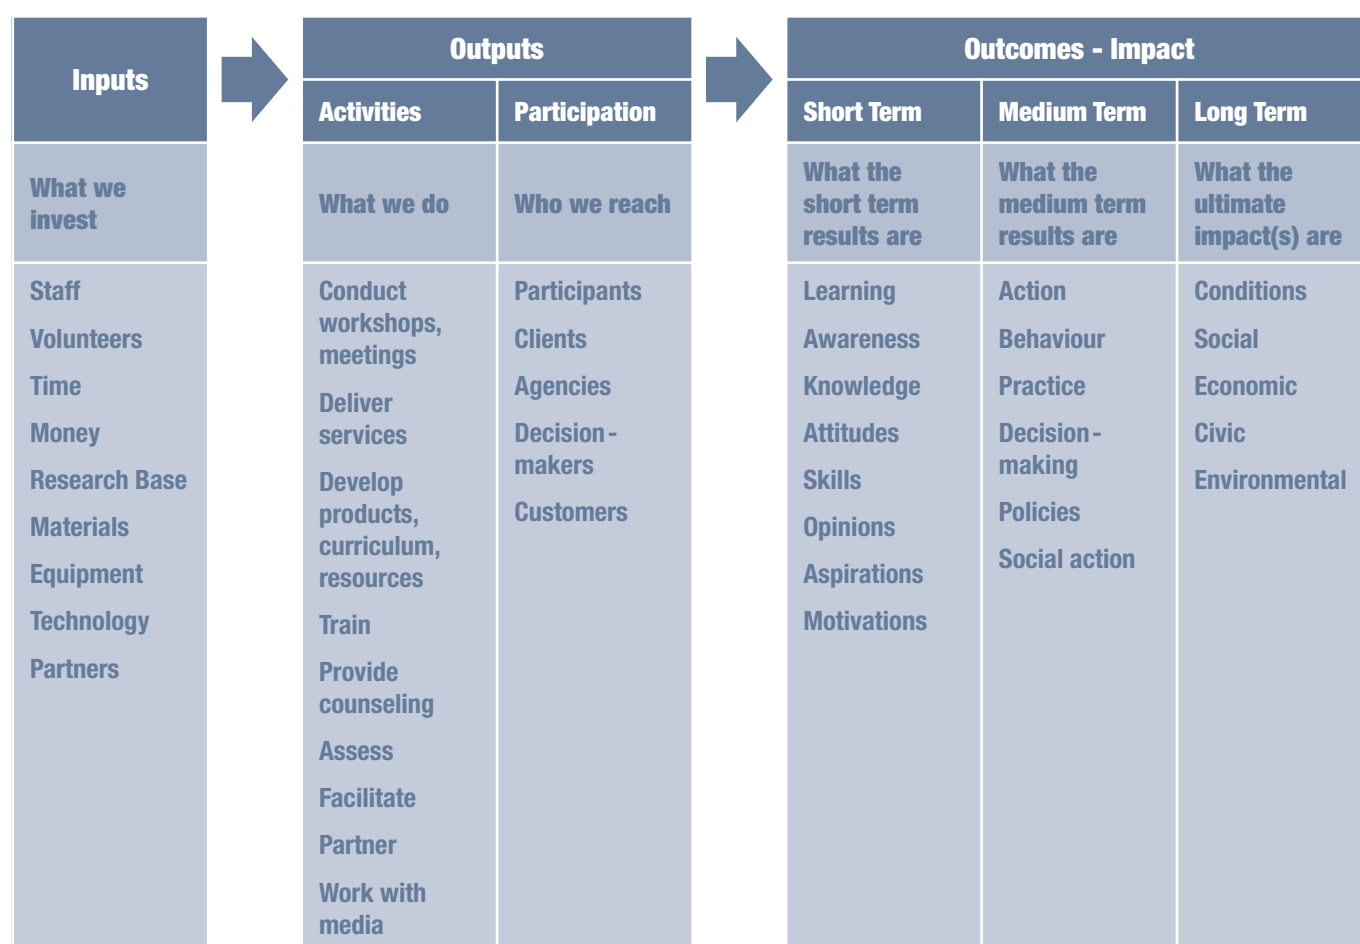 Inputs
What we
invest
Staff
Volunteers
Time
Money
Research Base
Materials
Equipment
Technology
Partners
Outputs
Activities
What we do
Conduct
workshops,
meetings
Deliver
services
Develop
products,
curriculum,
resources
Train
Provide
counseling
Assess
Facilitate
Partner
Work with
media
Participation
Who we reach
Participants
Clients
Agencies
Decision-
makers
Customers
Outcomes - Impact
Short Term
What the
short term
results are
Learning
Awareness
Knowledge
Attitudes
Skills
Opinions
Aspirations
Motivations
Medium Term
What the
medium term
results are
Action
Behaviour
Practice
Decision-
making
Policies
Social action
Long Term
What the
ultimate
impact(s) are
Conditions
Social
Economic
Civic
Environmental